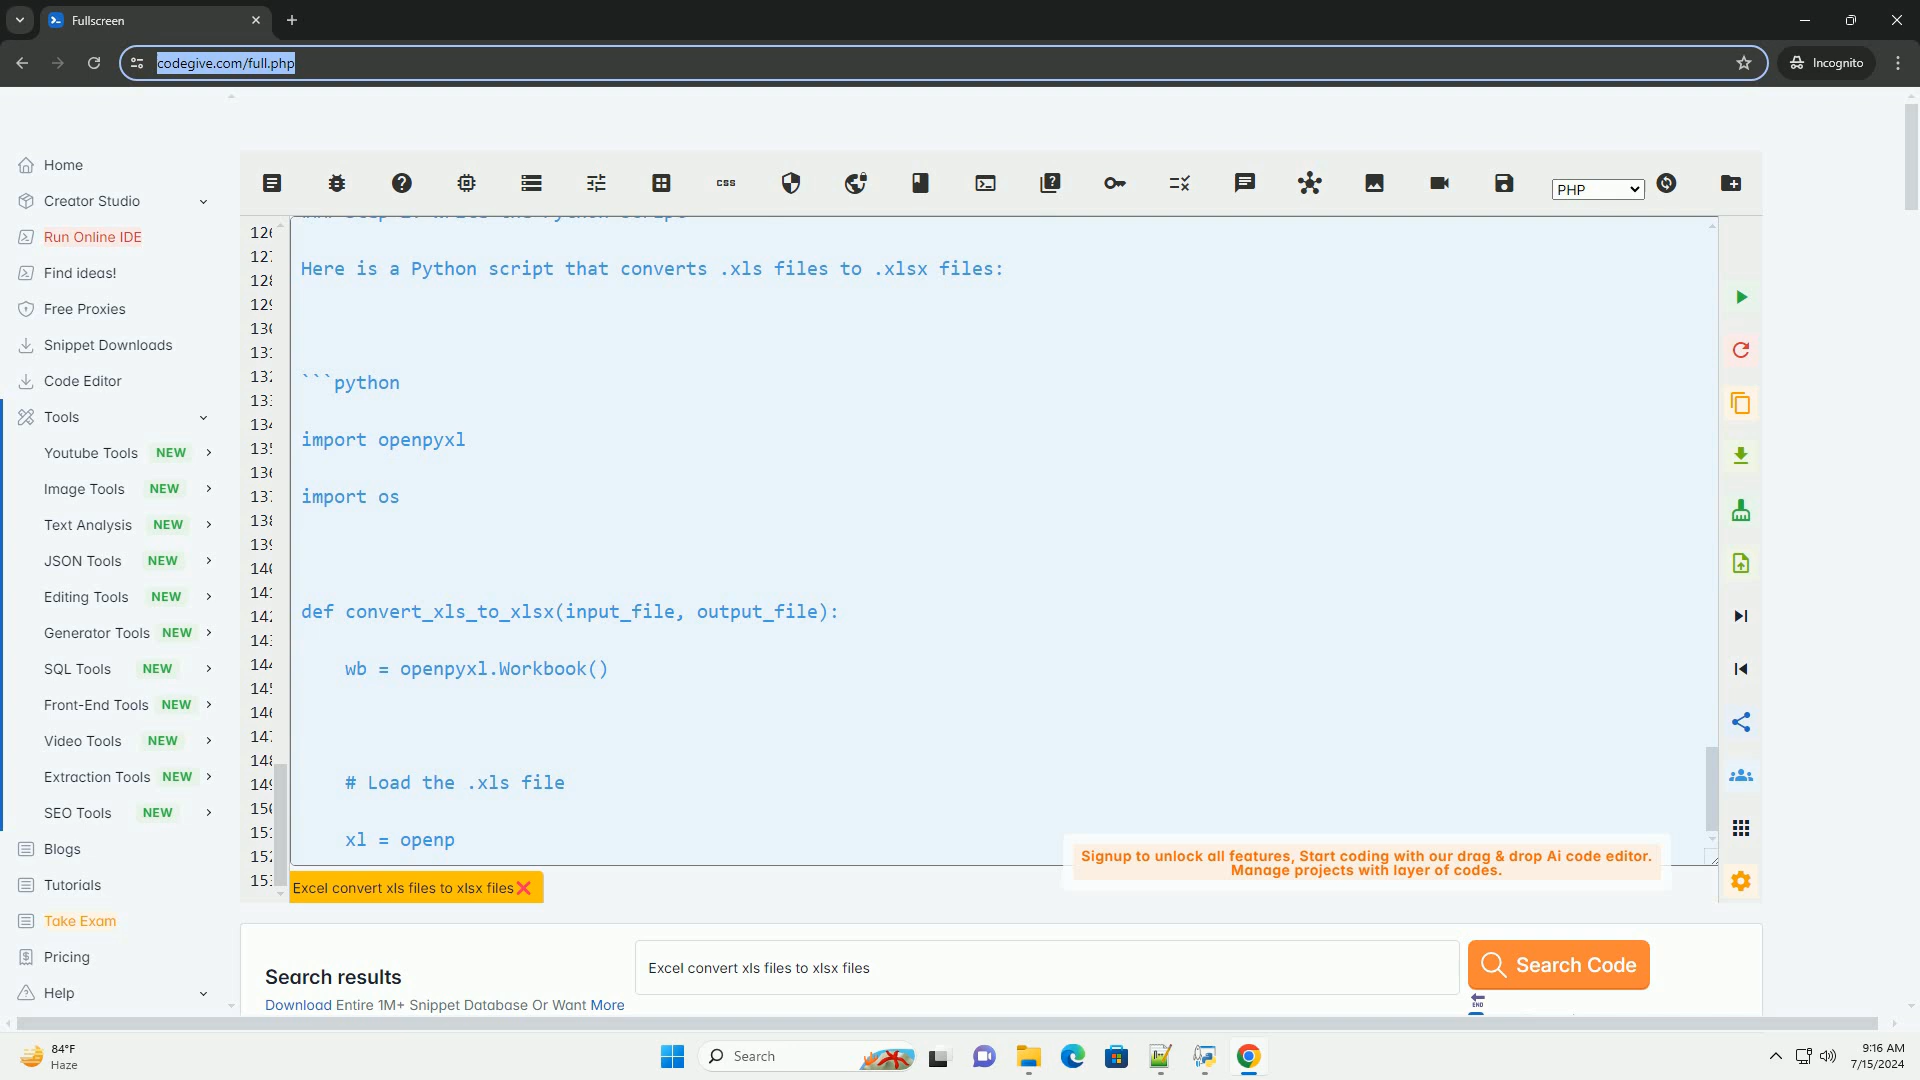 Fullscreen
codegive.com/full.php
Incognito
Home
Creator Studio
Run Online IDE
Find ideas!
Free Proxies
Snippet Downloads
Code Editor
Tools
Youtube Tools NEW
Image Tools NEW
Text Analysis NEW
JSON Tools NEW
Editing Tools NEW
Generator Tools NEW
SQL Tools NEW
Front-End Tools NEW
Video Tools NEW
Extraction Tools NEW
SEO Tools NEW
Blogs
Tutorials
Take Exam
Pricing
Help
css
PHP
Here is a Python script that converts .xls files to .xlsx files:
```python
import openpyxl
import os
def convert_xls_to_xlsx(input_file, output_file):
wb = openpyxl.Workbook()
# Load the .xls file
xl = openp
Signup to unlock all features, Start coding with our drag & drop Ai code editor.
Manage projects with layer of codes.
Excel convert xls files to xlsx files
Search results
Download Entire 1M+ Snippet Database Or Want More
Excel convert xls files to xlsx files
Search Code
END
84°F
Haze
Search
9:16 AM
7/15/2024